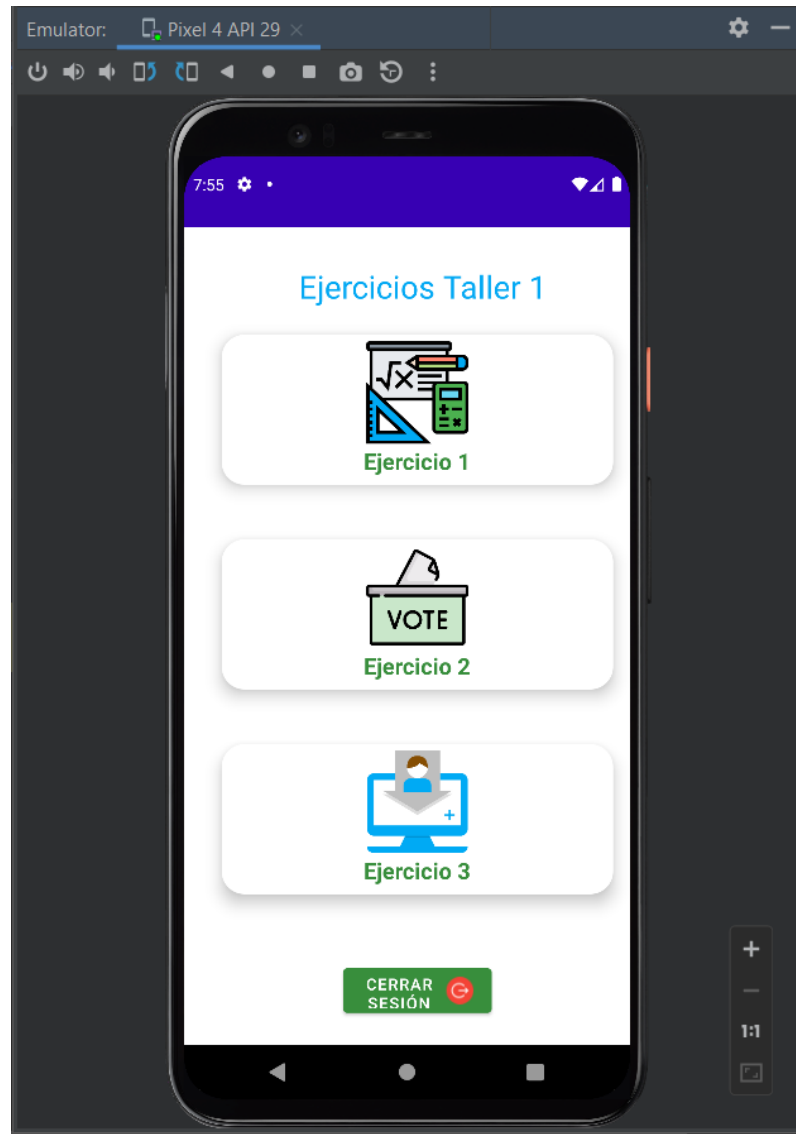 Emulator: Pixel 4 API 29
7:55
Ejercicios Taller 1
√x
Ejercicio 1
VOTE
Ejercicio 2
Ejercicio 3
CERRAR
SESIÓN
1:1